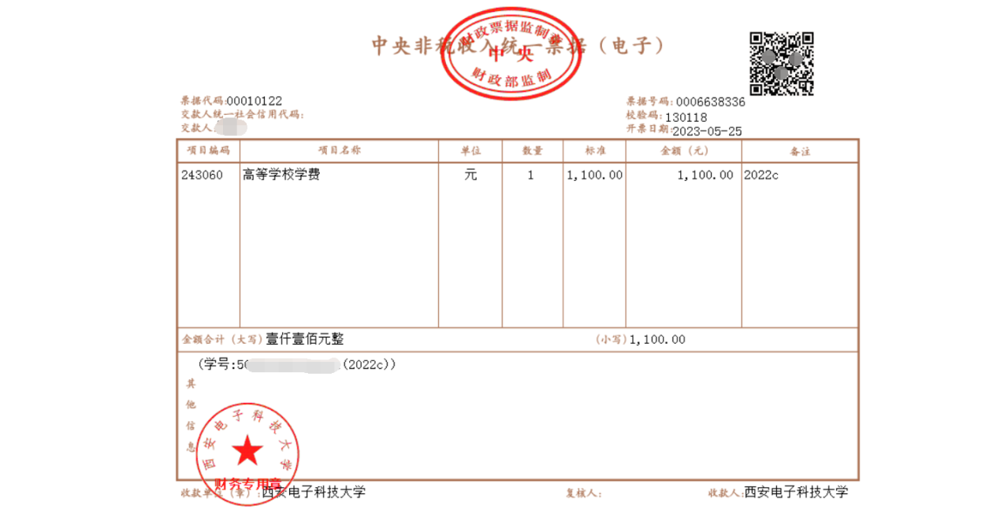 中央非税收入统一票据（电子）
财政票据监制章
中央
财政部监制
票据代码:00010122
票据号码:0006638336
交款人统一社会信用代码:
校验码:130118
交款人
开票日期:2023-05-25
项目编码 项目名称 单位 数量 标准 金额（元） 备注
243060 高等学校学费 元 1 1,100.00 1,100.00 2022c
金额合计（大写）壹仟壹佰元整 （小写）1,100.00
(学号:50 (2022c))
其他信息
西安电子科技大学
财务专用章
收款单位（章）:西安电子科技大学 复核人: 收款人:西安电子科技大学